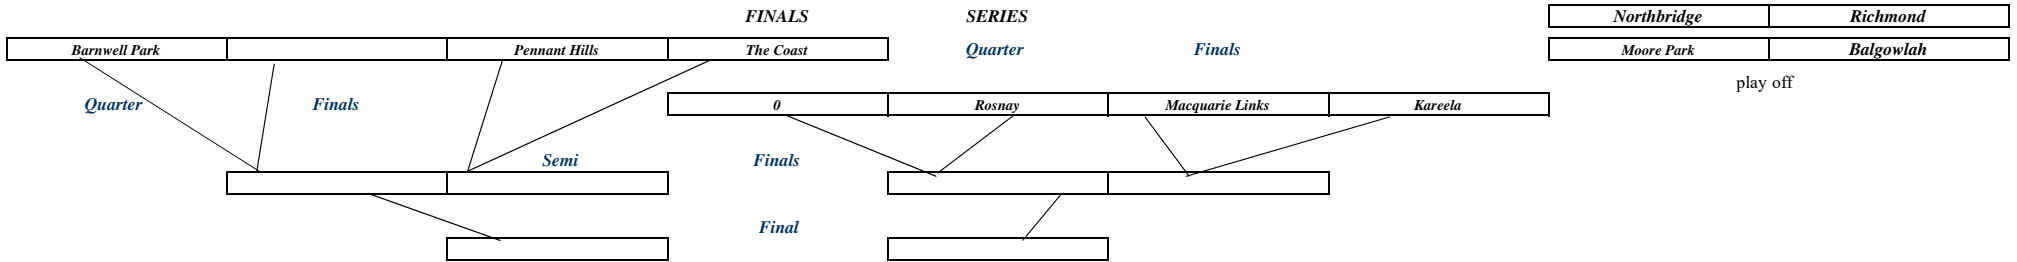 FINALS SERIES Northbridge Richmond
Barnwell Park Pennant Hills The Coast Quarter Finals Moore Park Balgowlah
play off
Quarter Finals 0 Rosnay Macquarie Links Kareela
Semi Finals
Final